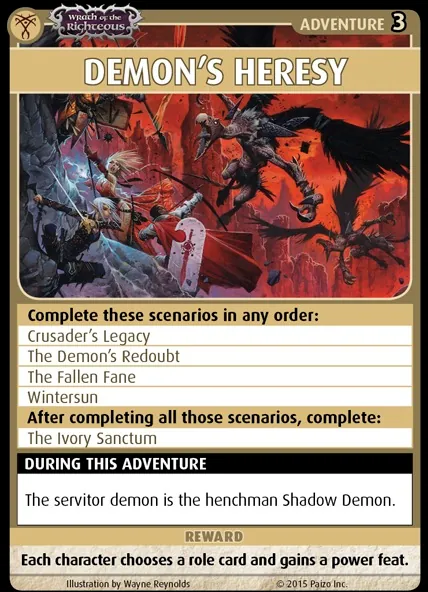 Wrath of the
Righteous
ADVENTURE 3
DEMON'S HERESY
Complete these scenarios in any order:
Crusader's Legacy
The Demon's Redoubt
The Fallen Fane
Wintersun
After completing all those scenarios, complete:
The Ivory Sanctum
DURING THIS ADVENTURE
The servitor demon is the henchman Shadow Demon.
REWARD
Each character chooses a role card and gains a power feat.
Illustration by Wayne Reynolds
© 2015 Paizo Inc.